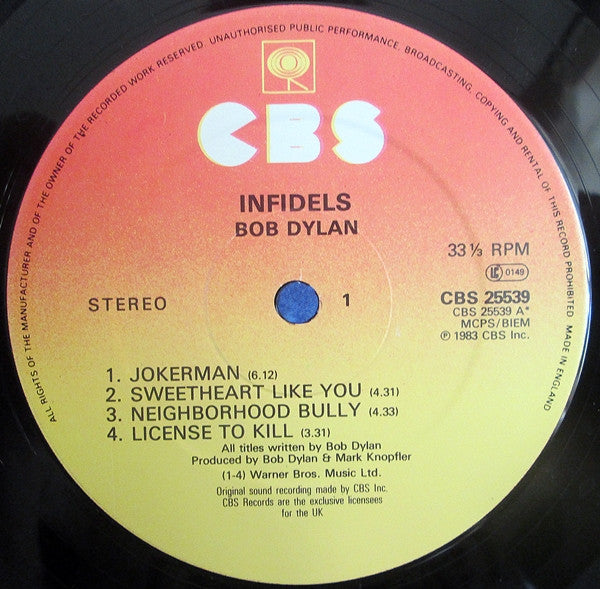 ALL RIGHTS OF THE MANUFACTURER AND OF THE OWNER OF THE RECORDED WORK RESERVED. UNAUTHORISED PUBLIC PERFORMANCE, BROADCASTING, COPYING AND RENTAL OF THIS RECORD PROHIBITED. MADE IN ENGLAND
CBS
INFIDELS
BOB DYLAN
33⅓ RPM
LC 0149
STEREO
1
CBS 25539
CBS 25539 A*
MCPS/BIEM
℗ 1983 CBS Inc.
1. JOKERMAN (6.12)
2. SWEETHEART LIKE YOU (4.31)
3. NEIGHBORHOOD BULLY (4.33)
4. LICENSE TO KILL (3.31)
All titles written by Bob Dylan
Produced by Bob Dylan & Mark Knopfler
(1-4) Warner Bros. Music Ltd.
Original sound recording made by CBS Inc.
CBS Records are the exclusive licensees
for the UK